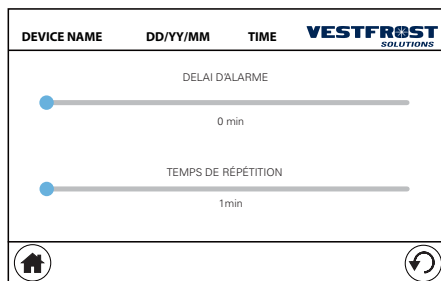 DEVICE NAME DD/YY/MM TIME VESTFROST
SOLUTIONS
DELAI D'ALARME
0 min
TEMPS DE RÉPÉTITION
1min